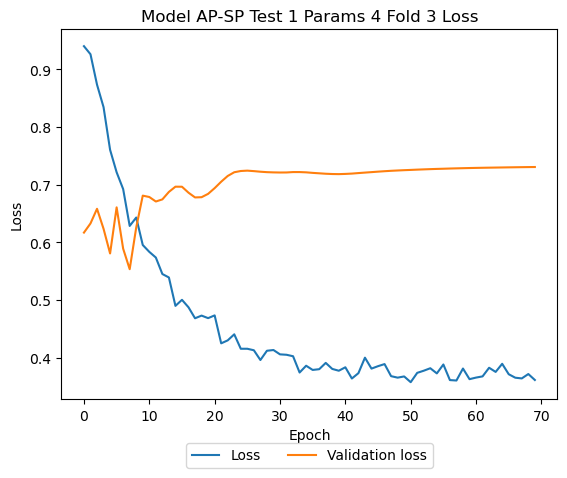 Model AP-SP Test 1 Params 4 Fold 3 Loss
Loss
0.9
0.8
0.7
0.6
0.5
0.4
0 10 20 30 40 50 60 70
Epoch
Loss Validation loss